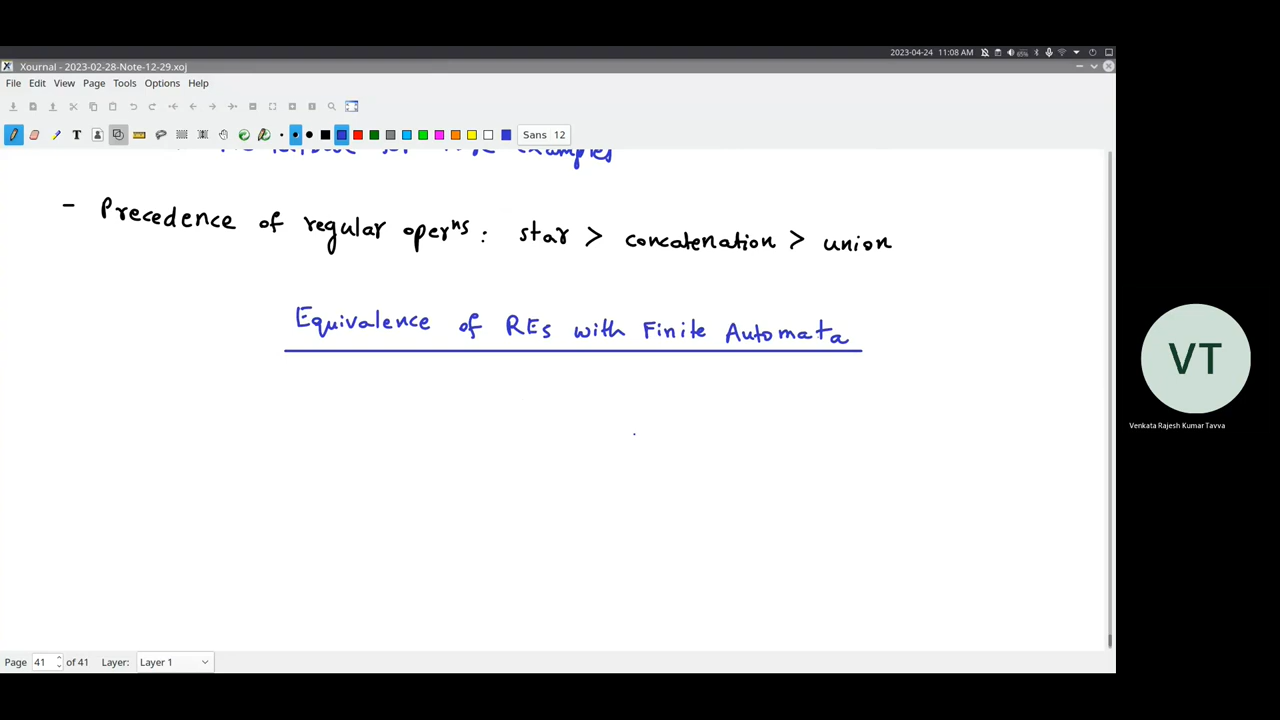 2023-04-24 11:08 AM
Xournal - 2023-02-28-Note-12-29.xoj
File Edit View Page Tools Options Help
Sans 12
examples
- Precedence of regular operns : star > concatenation > union
Equivalence of REs with Finite Automata
VT
Venkata Rajesh Kumar Tavva
Page 41 of 41 Layer: Layer 1